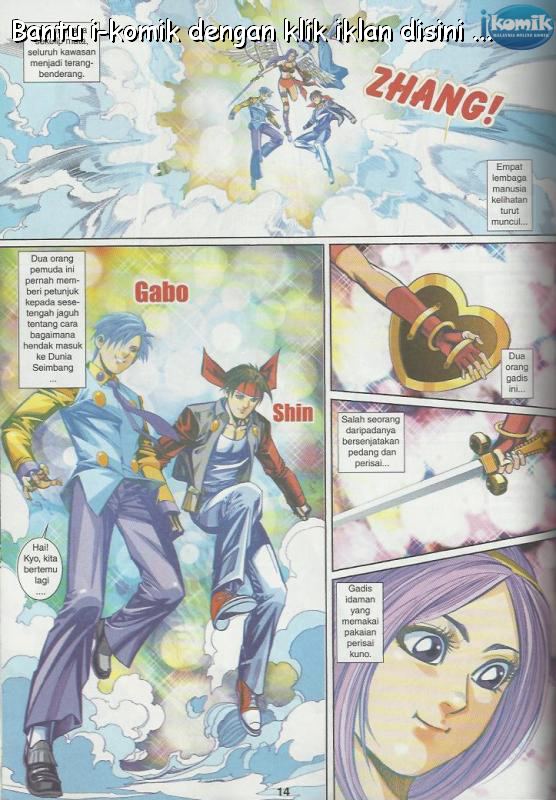 Bantu i-komik dengan klik iklan disini ...
i komik
MALAYSIA ONLINE KOMIK
seluruh kawasan
menjadi terang-
benderang.
ZHANG!
Empat
lembaga
manusia
kelihatan
turut
muncul...
Dua orang
pemuda ini
pernah mem-
beri petunjuk
kepada sese-
tengah jaguh
tentang cara
bagaimana
hendak masuk
ke Dunia
Seimbang
...
Gabo
Shin
Hai!
Kyo, kita
bertemu
lagi
....
Dua
orang
gadis
ini...
Salah seorang
daripadanya
bersenjatakan
pedang dan
perisai...
Gadis
idaman
yang
memakai
pakaian
perisai
kuno.
14